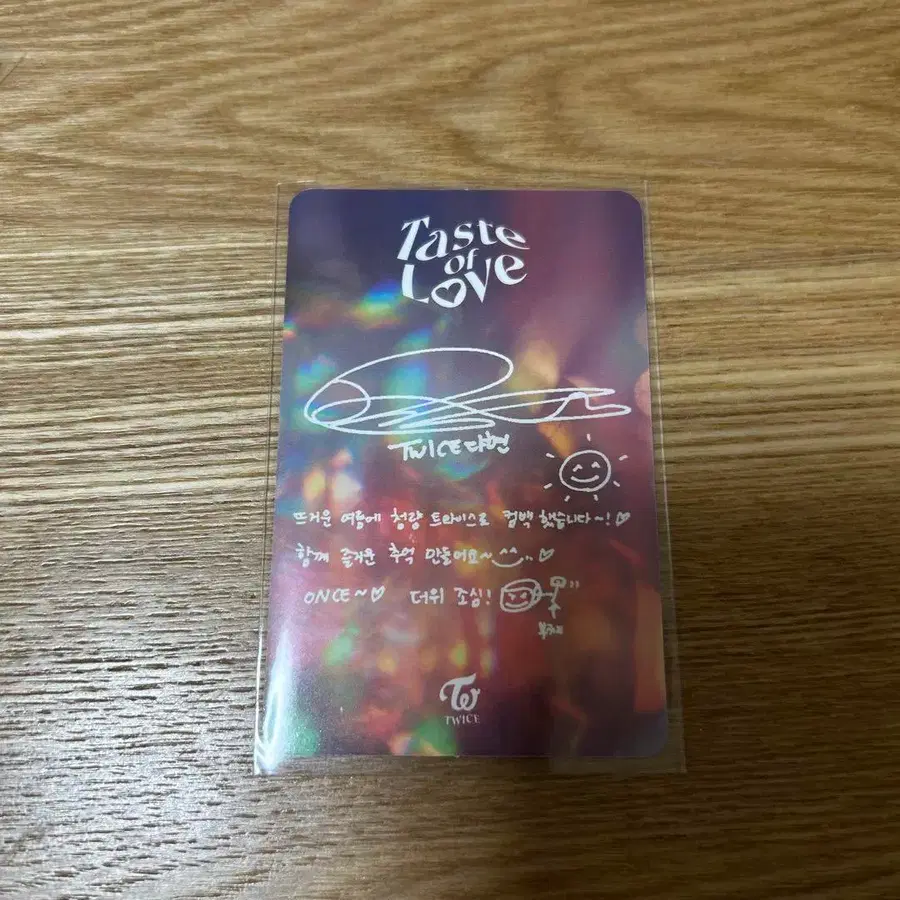 Taste
of
Love
TWICE 다현
뜨거운 여름에 청량 트와이스로 컴백 했습니다~!♡
함께 즐거운 추억 만들어요~^^..♡
ONCE~♡ 더위 조심!
TWICE